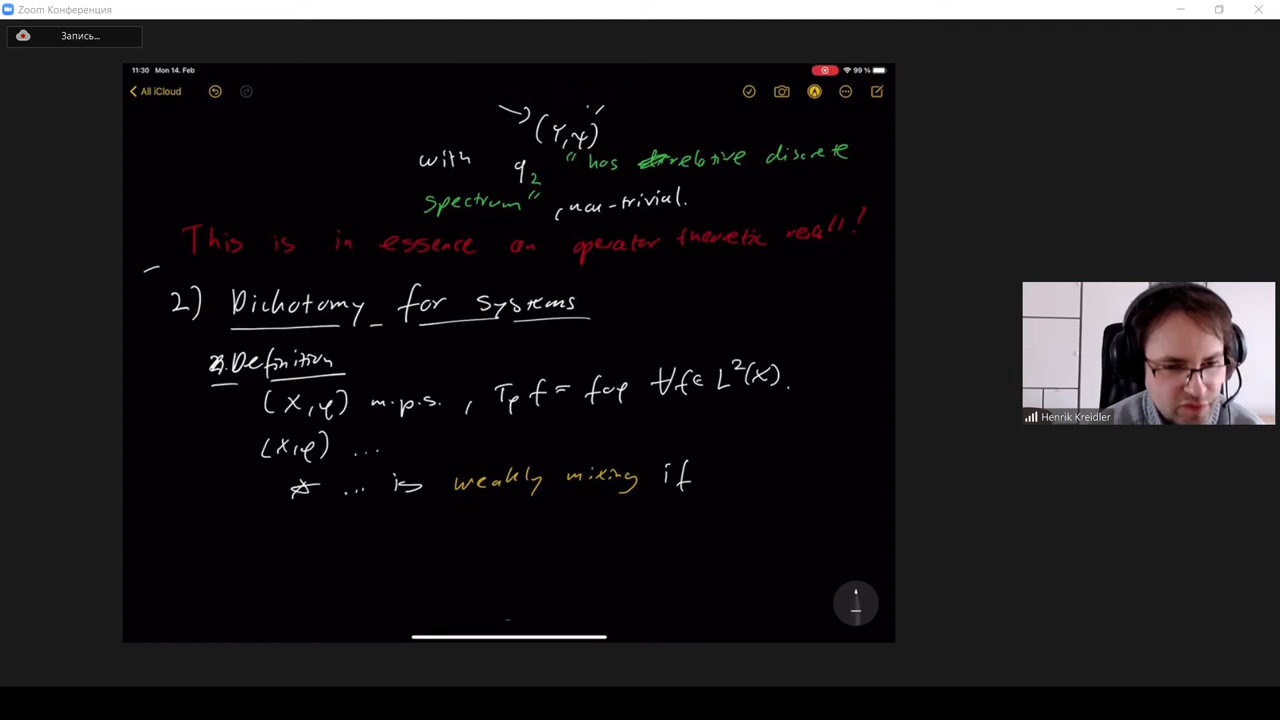 Zoom Конференция
Запись...
11:30 Mon 14. Feb
99 %
All iCloud
→ (Y,ψ)
with q₂ "has relative discrete
spectrum", non-trivial.
This is in essence an operator theoretic result!
2) Dichotomy for systems
Definition
(X,φ) m.p.s., T_φ f = f∘φ ∀f∈ L²(X).
(X,φ) ...
* ... is weakly mixing if
Henrik Kreidler